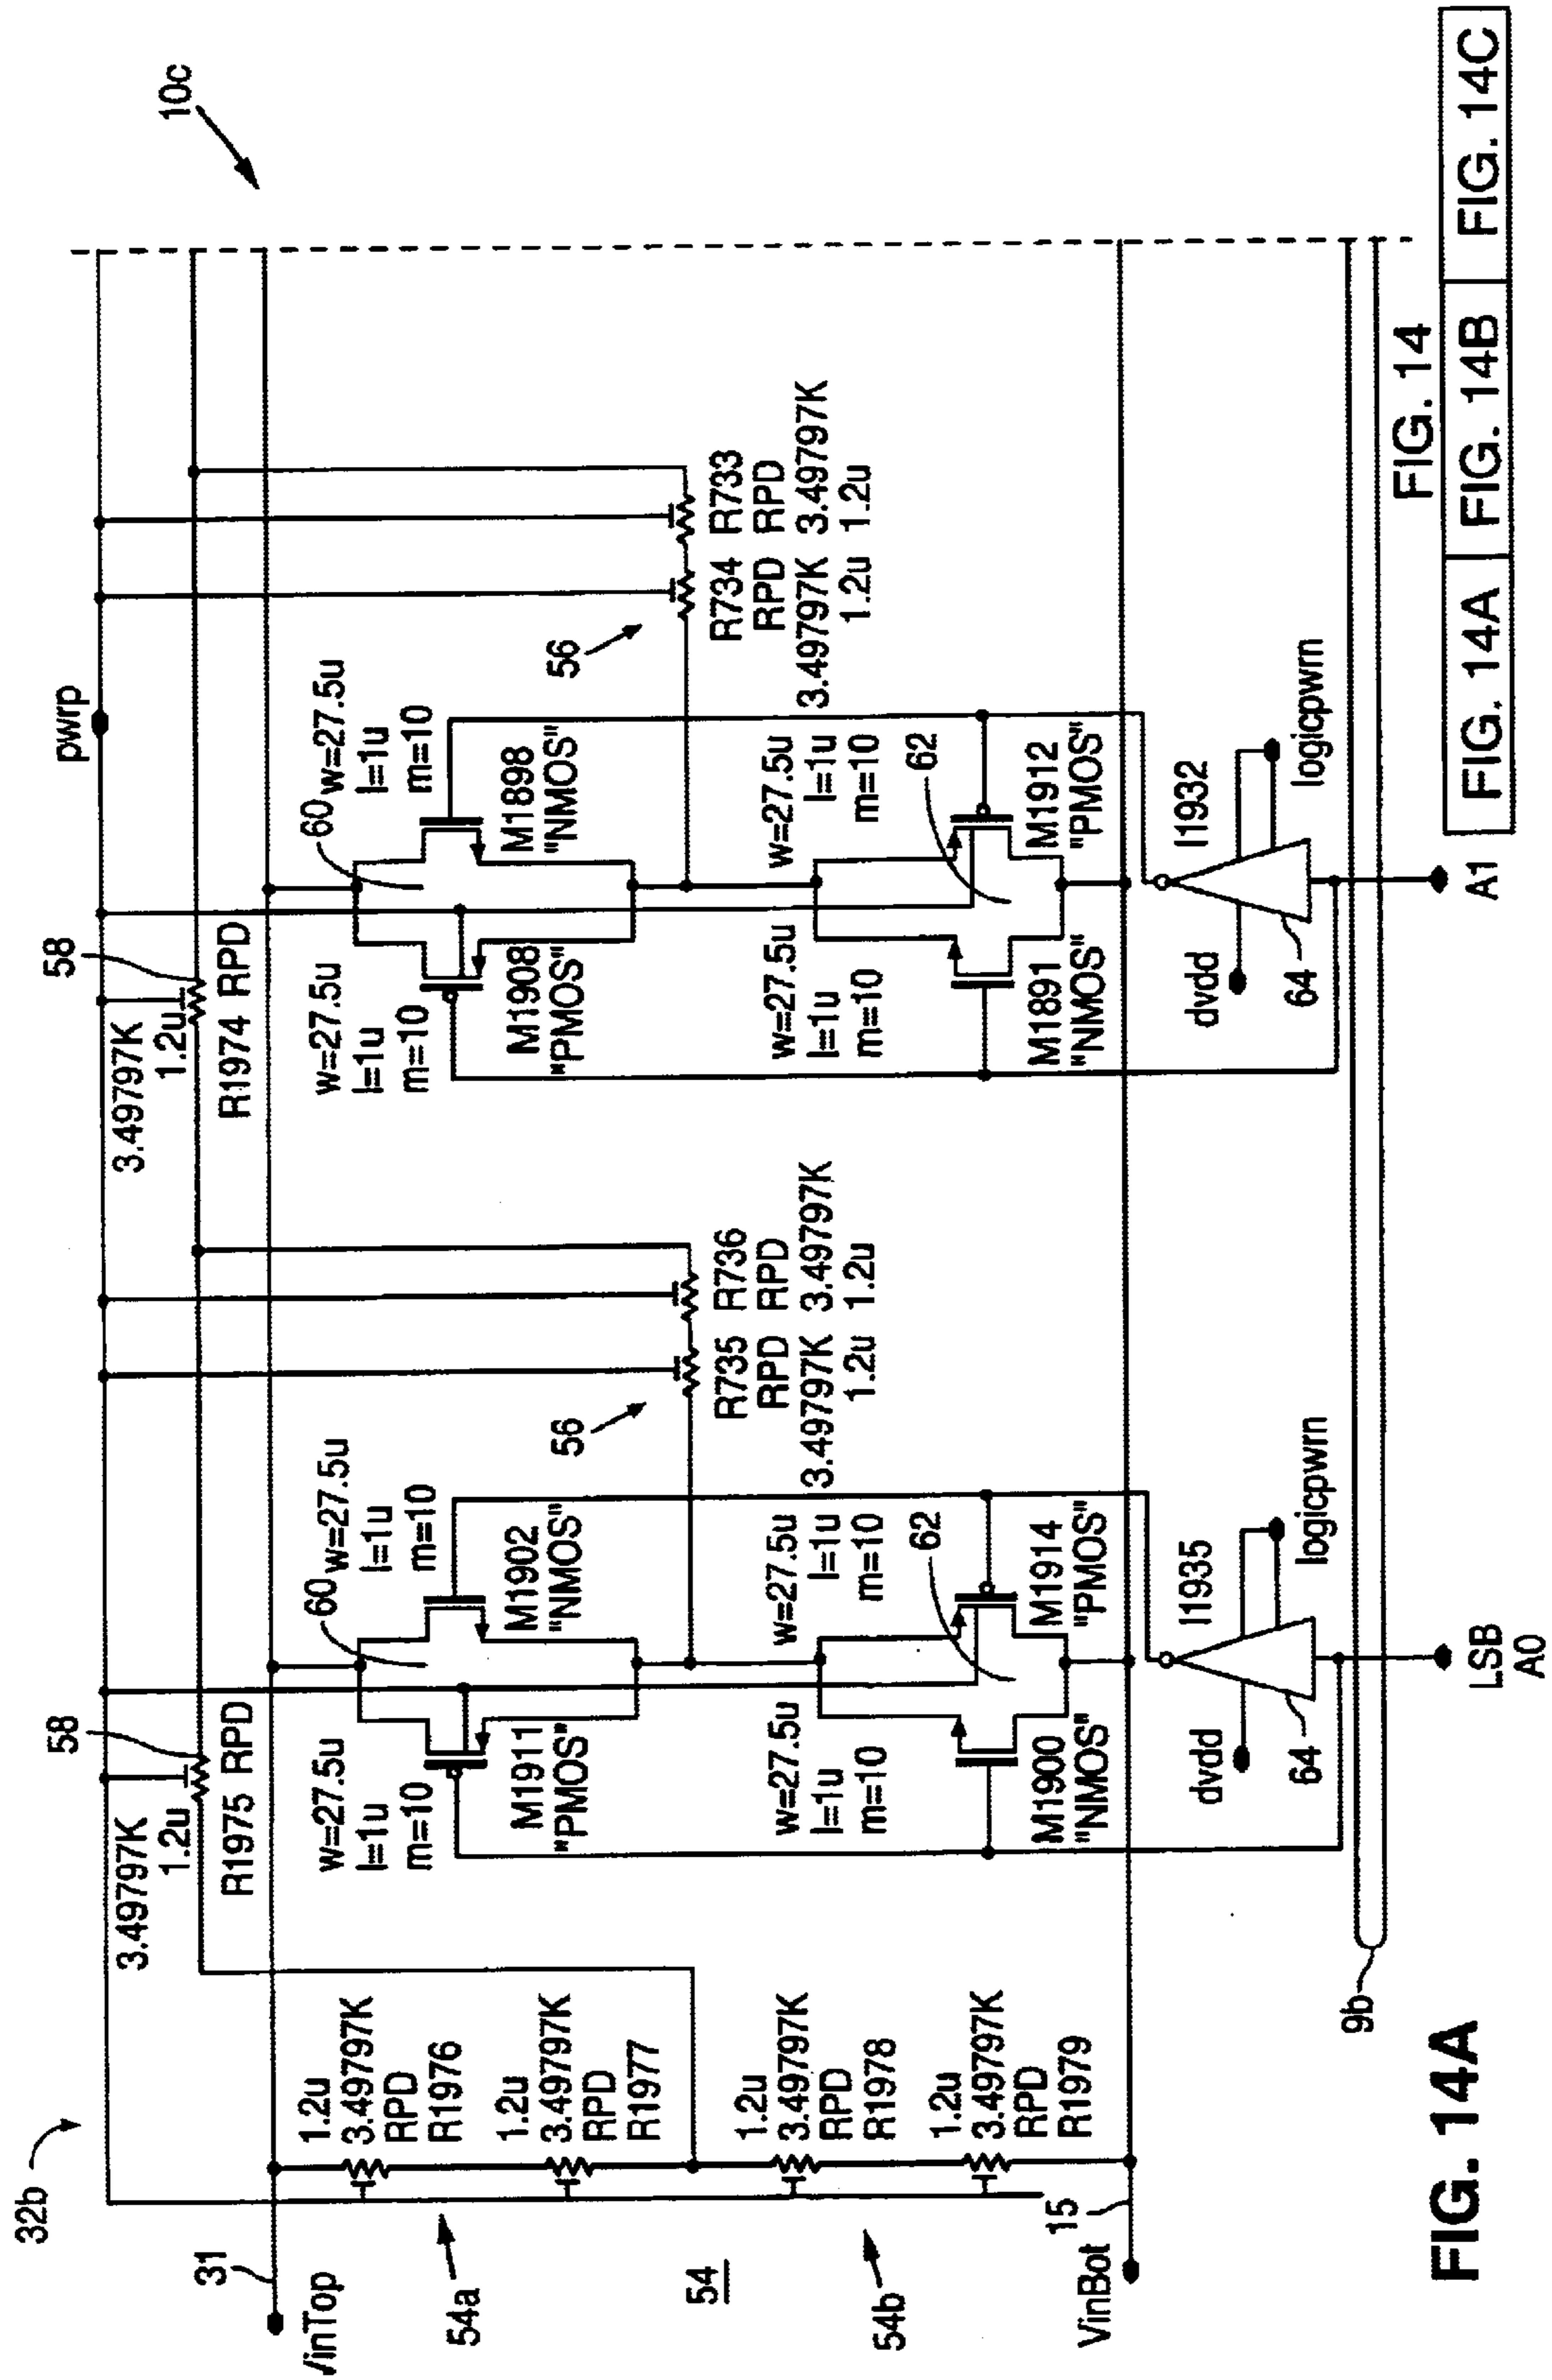 32b
10c
pwrp
58
3.49797K
1.2u
R1975 RPD
58
3.49797K
1.2u
R1974 RPD
31
VinTop
54a
54
54b
15
VinBot
1.2u
3.49797K
RPD
R1976
1.2u
3.49797K
RPD
R1977
1.2u
3.49797K
RPD
R1978
1.2u
3.49797K
RPD
R1979
w=27.5u
l=1u
m=10
M1911
"PMOS"
60
w=27.5u
l=1u
m=10
M1902
"NMOS"
56
R735 R736
RPD RPD
3.49797K 3.49797K
1.2u 1.2u
w=27.5u
l=1u
m=10
M1900
"NMOS"
w=27.5u
l=1u
m=10
62
M1914
"PMOS"
dvdd
64
I1935
logicpwrn
LSB
A0
w=27.5u
l=1u
m=10
M1908
"PMOS"
60
w=27.5u
l=1u
m=10
M1898
"NMOS"
56
R734 R733
RPD RPD
3.49797K 3.49797K
1.2u 1.2u
w=27.5u
l=1u
m=10
M1891
"NMOS"
w=27.5u
l=1u
m=10
62
M1912
"PMOS"
dvdd
64
I1932
logicpwrn
A1
9b
FIG. 14A
FIG. 14
FIG. 14A FIG. 14B FIG. 14C